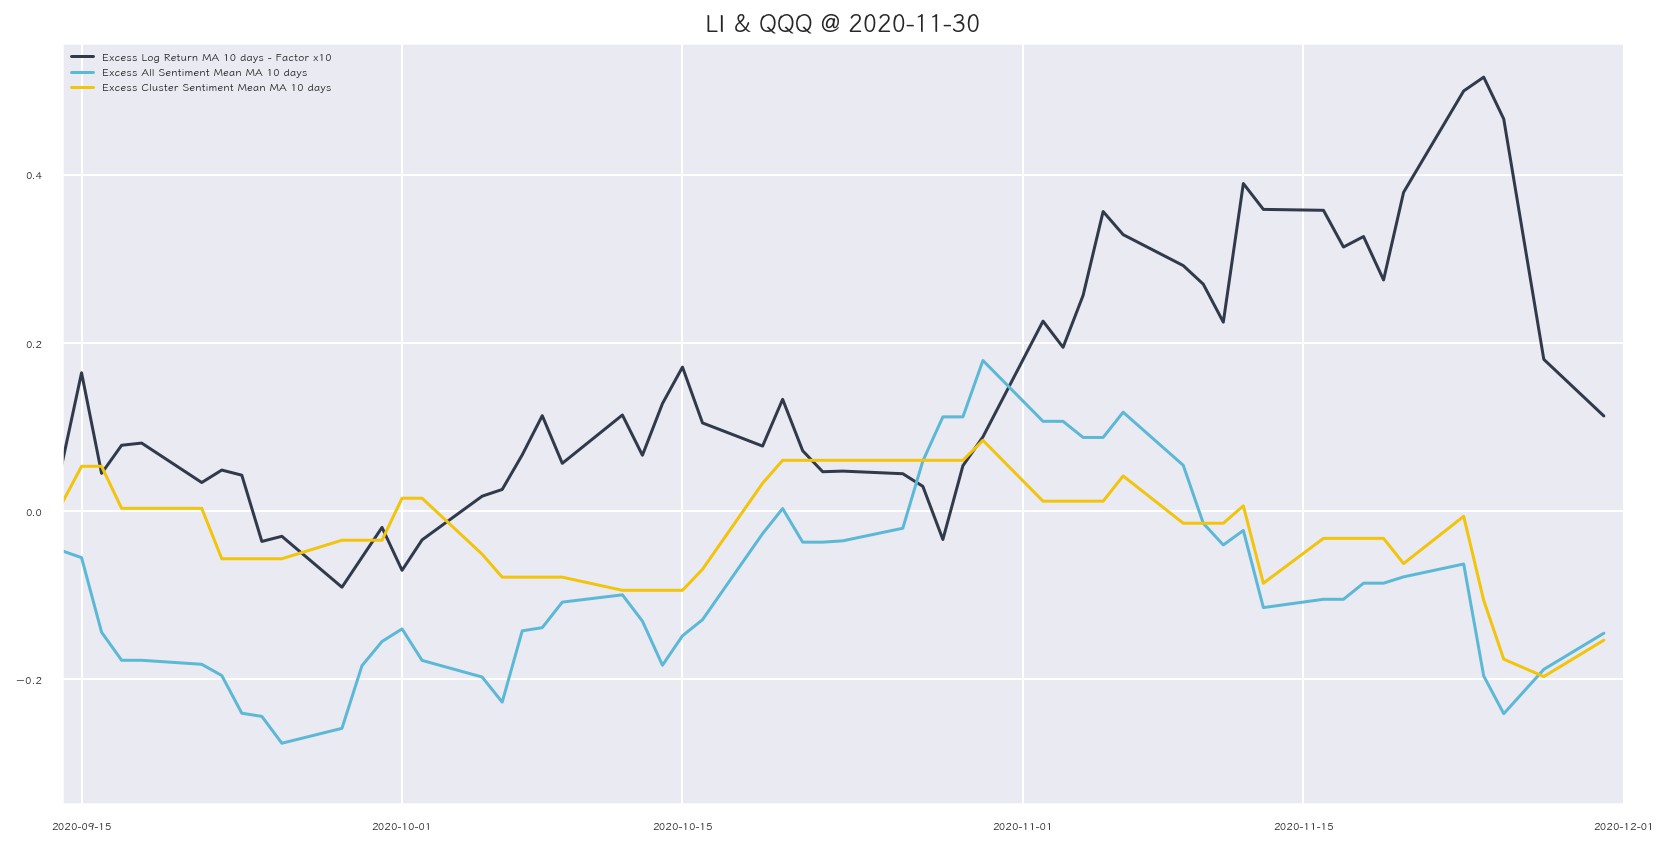 LI & QQQ @ 2020-11-30
Excess Log Return MA 10 days - Factor x10
Excess All Sentiment Mean MA 10 days
Excess Cluster Sentiment Mean MA 10 days
0.4
0.2
0.0
−0.2
2020-09-15 2020-10-01 2020-10-15 2020-11-01 2020-11-15 2020-12-01